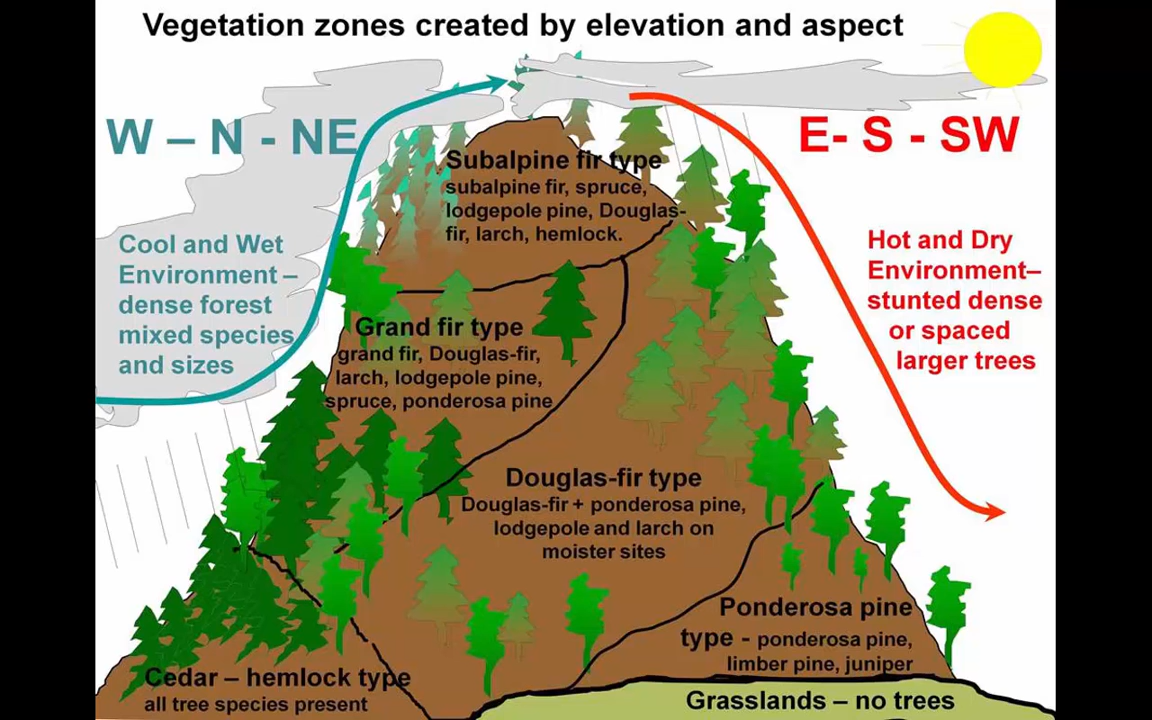 Vegetation zones created by elevation and aspect
W – N - NE
E- S - SW
Cool and Wet
Environment –
dense forest
mixed species
and sizes
Hot and Dry
Environment–
stunted dense
or spaced
larger trees
Subalpine fir type
subalpine fir, spruce,
lodgepole pine, Douglas-
fir, larch, hemlock.
Grand fir type
grand fir, Douglas-fir,
larch, lodgepole pine,
spruce, ponderosa pine
Douglas-fir type
Douglas-fir + ponderosa pine,
lodgepole and larch on
moister sites
Ponderosa pine
type - ponderosa pine,
limber pine, juniper
Cedar – hemlock type
all tree species present
Grasslands – no trees